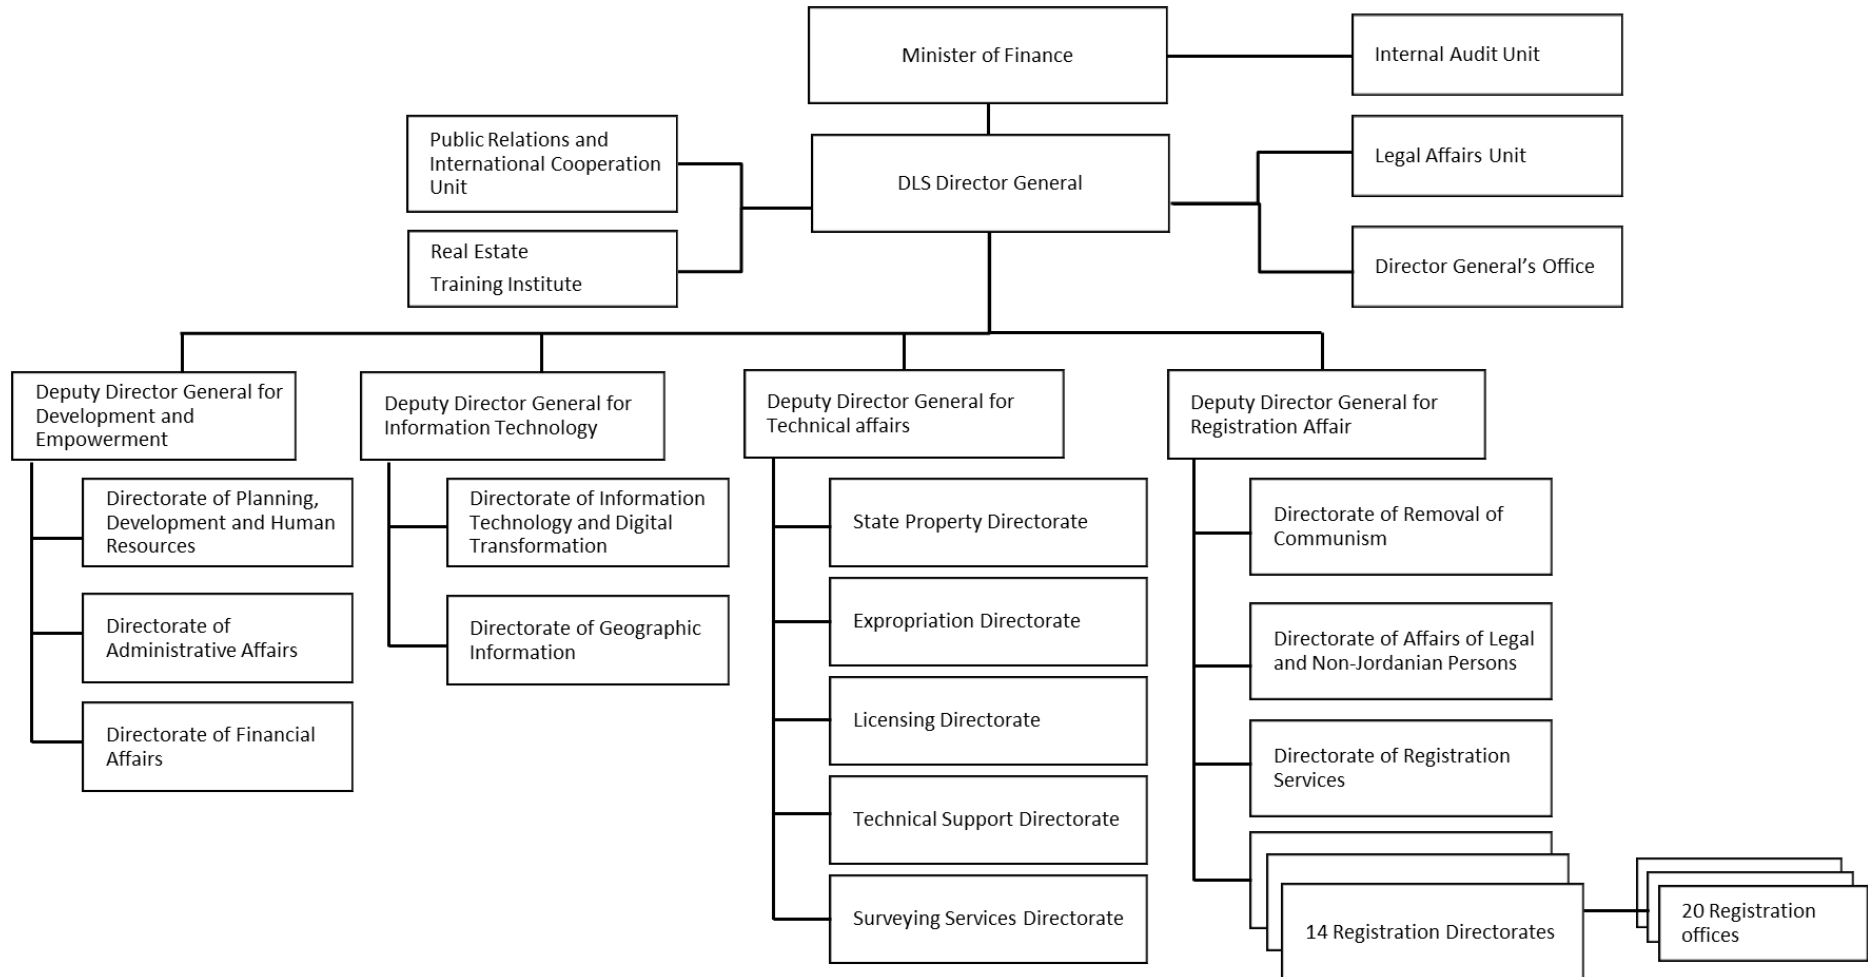 Minister of Finance
Internal Audit Unit
Public Relations and
International Cooperation
Unit
DLS Director General
Legal Affairs Unit
Real Estate
Training Institute
Director General’s Office
Deputy Director General for
Development and
Empowerment
Deputy Director General for
Information Technology
Deputy Director General for
Technical affairs
Deputy Director General for
Registration Affair
Directorate of Planning,
Development and Human
Resources
Directorate of
Administrative Affairs
Directorate of Financial
Affairs
Directorate of Information
Technology and Digital
Transformation
Directorate of Geographic
Information
State Property Directorate
Expropriation Directorate
Licensing Directorate
Technical Support Directorate
Surveying Services Directorate
Directorate of Removal of
Communism
Directorate of Affairs of Legal
and Non-Jordanian Persons
Directorate of Registration
Services
14 Registration Directorates
20 Registration
offices